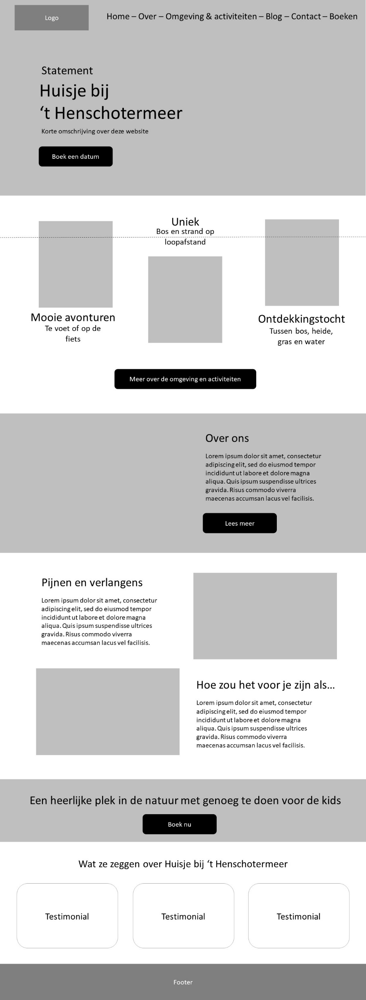 Logo
Home – Over – Omgeving & activiteiten – Blog – Contact – Boeken
Statement
Huisje bij
‘t Henschotermeer
Korte omschrijving over deze website
Boek een datum
Mooie avonturen
Te voet of op de
fiets
Uniek
Bos en strand op
loopafstand
Ontdekkingstocht
Tussen bos, heide,
gras en water
Meer over de omgeving en activiteiten
Over ons
Lorem ipsum dolor sit amet, consectetur
adipiscing elit, sed do eiusmod tempor
incididunt ut labore et dolore magna
aliqua. Quis ipsum suspendisse ultrices
gravida. Risus commodo viverra
maecenas accumsan lacus vel facilisis.
Lees meer
Pijnen en verlangens
Lorem ipsum dolor sit amet, consectetur
adipiscing elit, sed do eiusmod tempor
incididunt ut labore et dolore magna
aliqua. Quis ipsum suspendisse ultrices
gravida. Risus commodo viverra
maecenas accumsan lacus vel facilisis.
Hoe zou het voor je zijn als...
Lorem ipsum dolor sit amet, consectetur
adipiscing elit, sed do eiusmod tempor
incididunt ut labore et dolore magna
aliqua. Quis ipsum suspendisse ultrices
gravida. Risus commodo viverra
maecenas accumsan lacus vel facilisis.
Een heerlijke plek in de natuur met genoeg te doen voor de kids
Boek nu
Wat ze zeggen over Huisje bij ‘t Henschotermeer
Testimonial
Testimonial
Testimonial
Footer